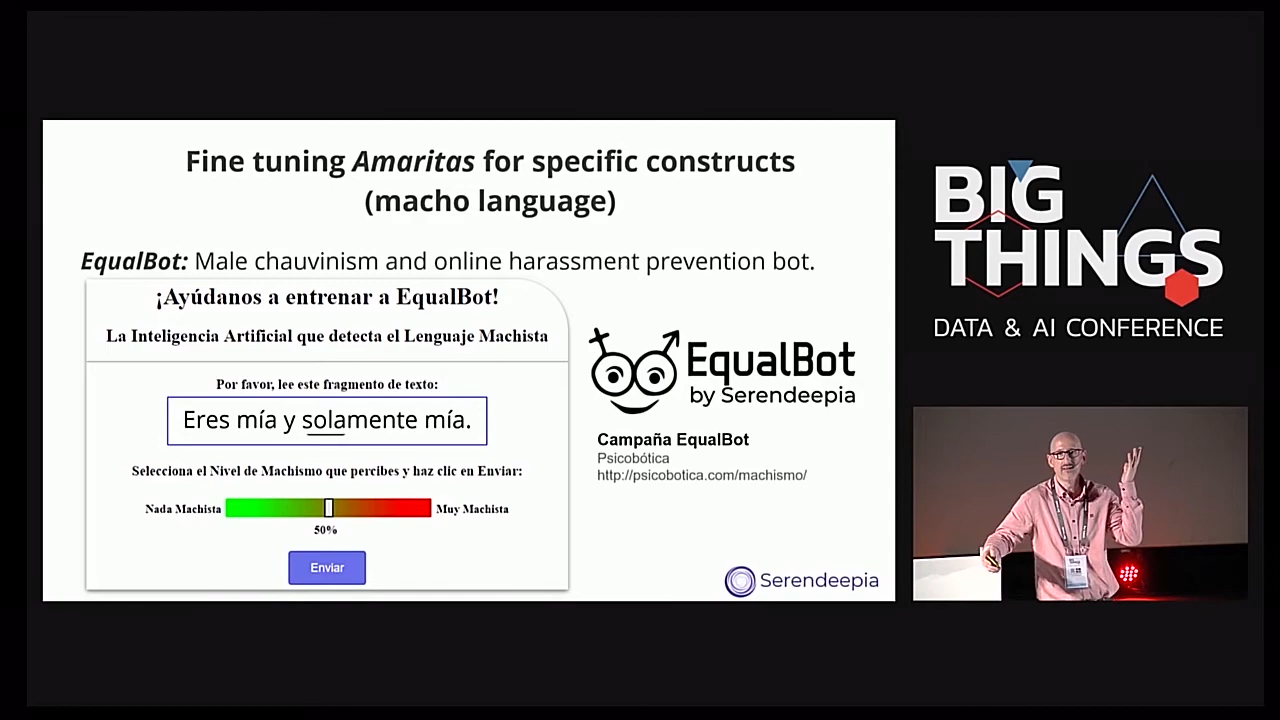 Fine tuning Amaritas for specific constructs
(macho language)
EqualBot: Male chauvinism and online harassment prevention bot.
¡Ayúdanos a entrenar a EqualBot!
La Inteligencia Artificial que detecta el Lenguaje Machista
Por favor, lee este fragmento de texto:
Eres mía y solamente mía.
Selecciona el Nivel de Machismo que percibes y haz clic en Enviar:
Nada Machista
Muy Machista
50%
Enviar
EqualBot
by Serendeepia
Campaña EqualBot
Psicobótica
http://psicobotica.com/machismo/
Serendeepia
BIG
THINGS
DATA & AI CONFERENCE